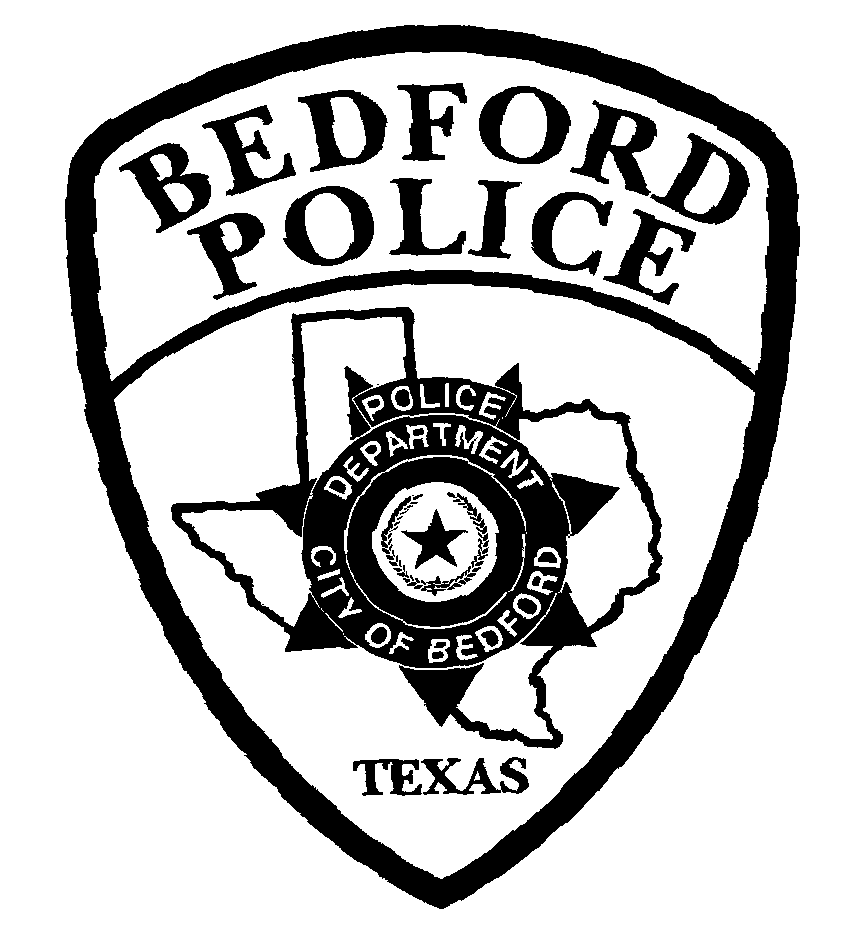 BEDFORD
POLICE
POLICE
DEPARTMENT
CITY OF BEDFORD
TEXAS